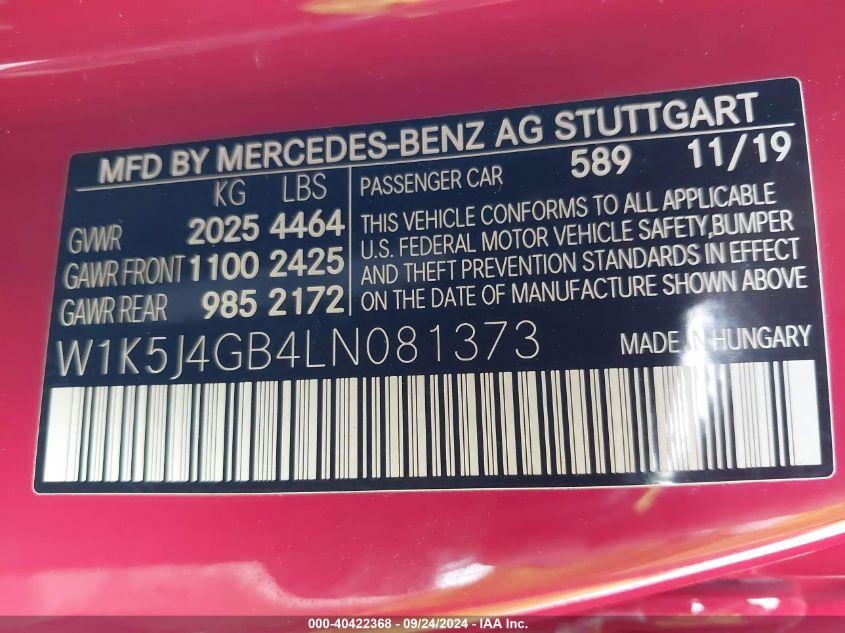 MFD BY MERCEDES-BENZ AG STUTTGART
KG LBS
GVWR 2025 4464
GAWR FRONT 1100 2425
GAWR REAR 985 2172
PASSENGER CAR 589 11/19
THIS VEHICLE CONFORMS TO ALL APPLICABLE
U.S. FEDERAL MOTOR VEHICLE SAFETY,BUMPER
AND THEFT PREVENTION STANDARDS IN EFFECT
ON THE DATE OF MANUFACTURE SHOWN ABOVE
W1K5J4GB4LN081373 MADE IN HUNGARY
000-40422368 - 09/24/2024 - IAA Inc.